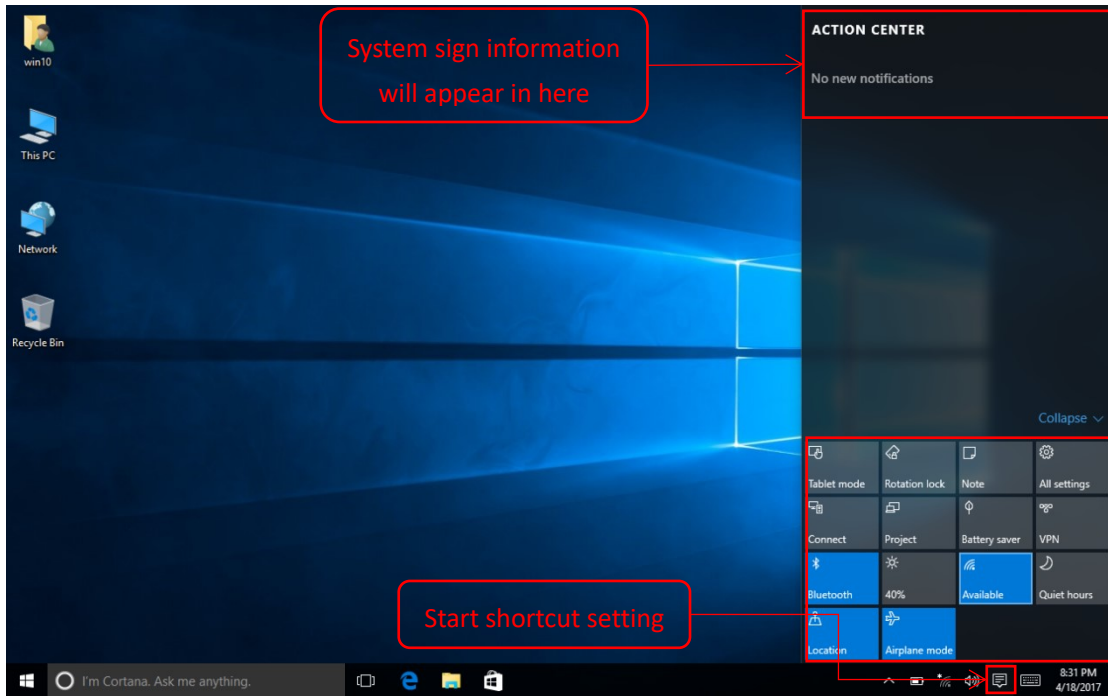 win10
This PC
Network
Recycle Bin
System sign information
will appear in here
ACTION CENTER
No new notifications
Collapse
Tablet mode
Rotation lock
Note
All settings
Connect
Project
Battery saver
VPN
Bluetooth
40%
Available
Quiet hours
Location
Airplane mode
Start shortcut setting
I'm Cortana. Ask me anything.
8:31 PM
4/18/2017